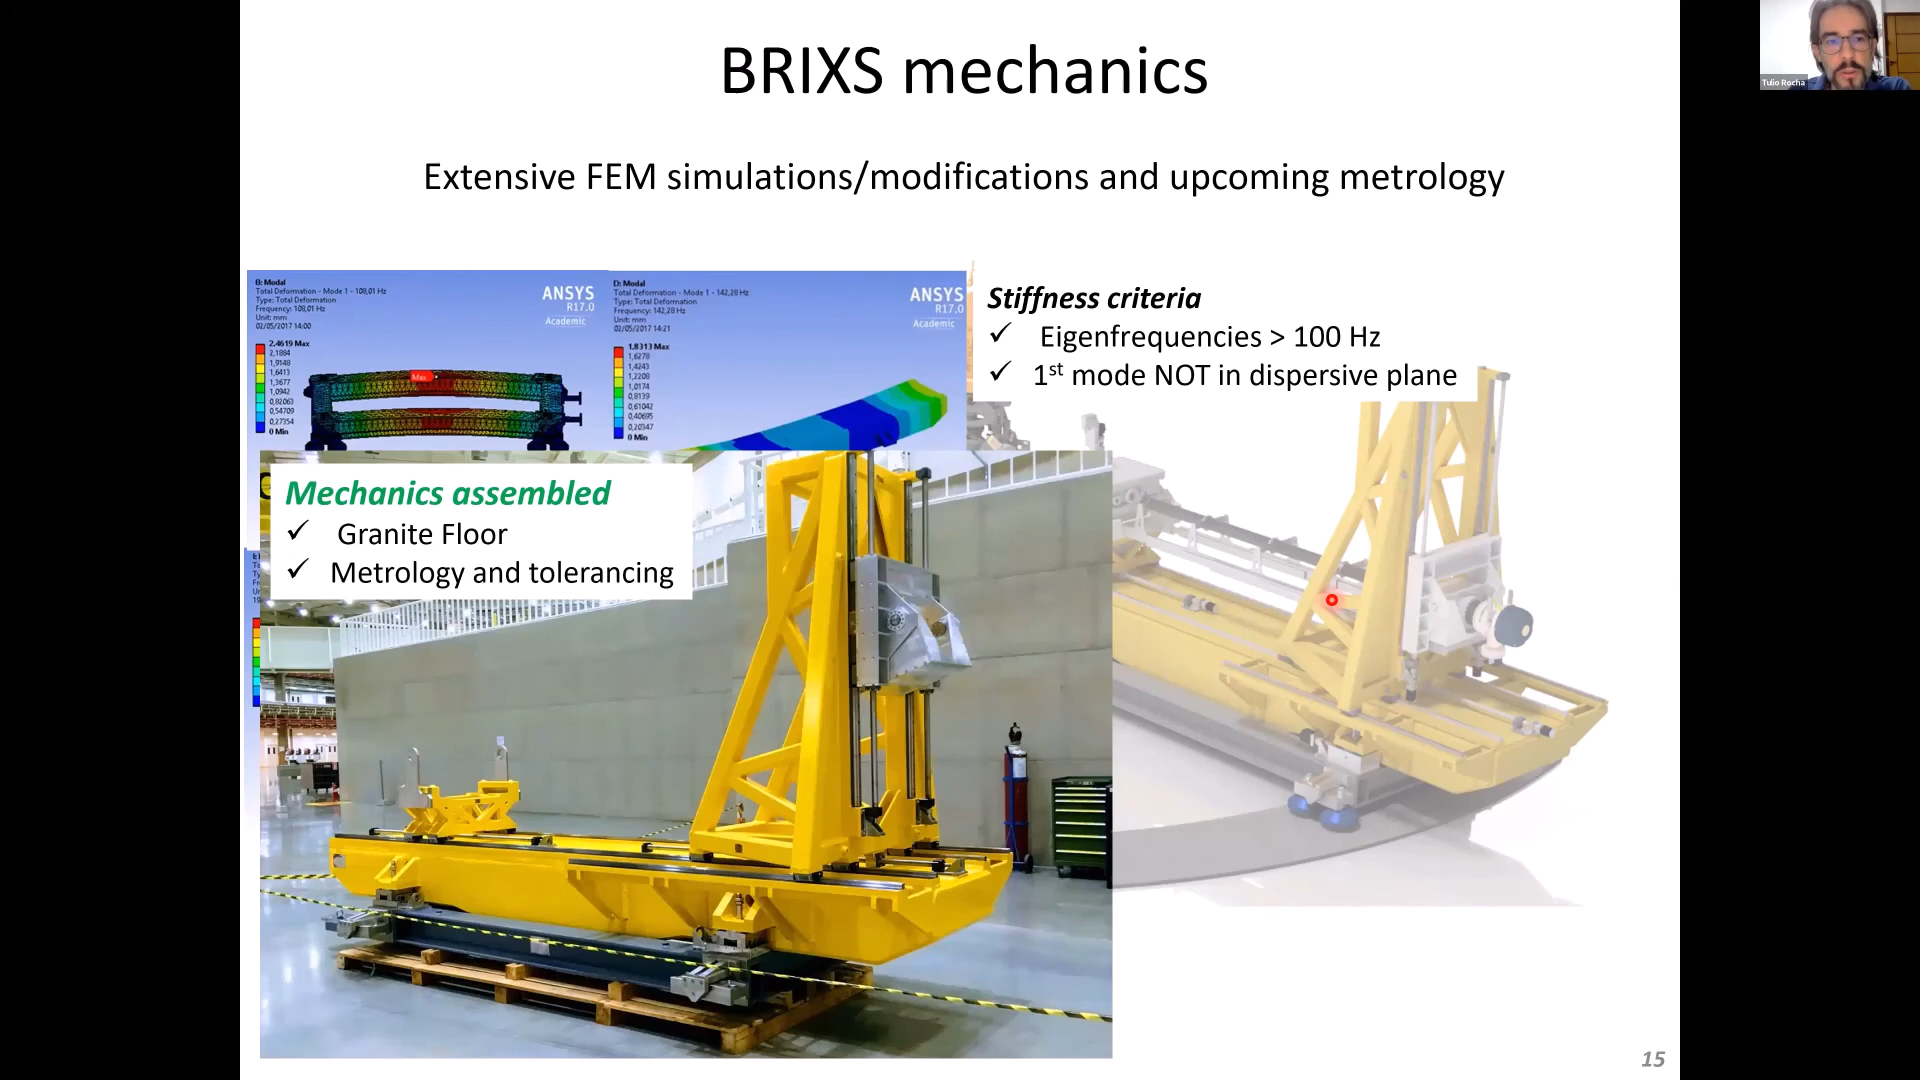 BRIXS mechanics
Tulio Rocha
Extensive FEM simulations/modifications and upcoming metrology
B: Modal
Total Deformation - Mode 1 - 108,01 Hz
Type: Total Deformation
Frequency: 108,01 Hz
Unit: mm
02/05/2017 14:00
2,4619 Max
2,1884
1,9148
1,6413
1,3677
1,0942
0,82063
0,54709
0,27354
0 Min
ANSYS
R17.0
Academic
Max
D: Modal
Total Deformation - Mode 1 - 142,28 Hz
Type: Total Deformation
Frequency: 142,28 Hz
Unit: mm
02/05/2017 14:21
1,8313 Max
1,6278
1,4243
1,2208
1,0174
0,8139
0,61042
0,40695
0,20347
0 Min
ANSYS
R17.0
Academic
Stiffness criteria
✓ Eigenfrequencies > 100 Hz
✓ 1st mode NOT in dispersive plane
Mechanics assembled
✓ Granite Floor
✓ Metrology and tolerancing
15